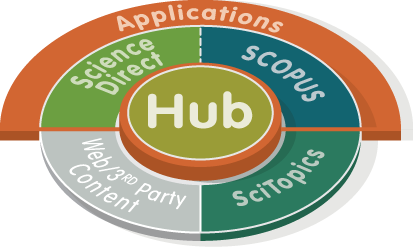 Applications
Science
Direct
SCOPUS
Hub
Web/3RD Party
Content
SciTopics